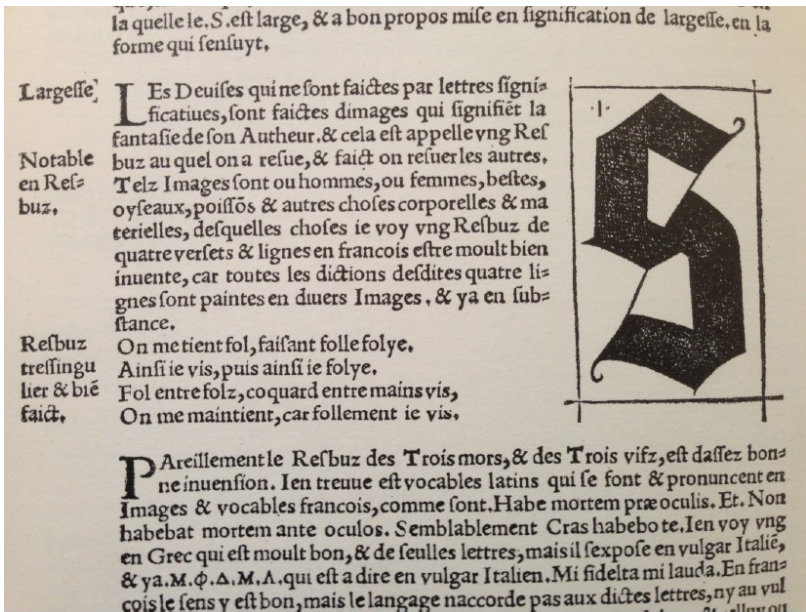 la quelle le.S.eſt large, & a bon propos miſe en ſignification de largeſſe, en la
forme qui ſenſuyt.
Largeſſe.
LEs Deuiſes qui ne ſont faictes par lettres ſigni⸗
ficatiues, ſont faictes dimages qui ſignifiēt la
fantaſie de ſon Autheur. & cela eſt appelle vng Reſ
Notable
buz au quel on a reſue, & faict on reſuer les autres.
en Reſ⸗
Telz Images ſont ou hommes, ou femmes, beſtes,
buz.
oyſeaux, poiſſōs & autres choſes corporelles & ma
terielles, deſquelles choſes ie voy vng Reſbuz de
quatre verſets & lignes en francois eſtre moult bien
inuente, car toutes les dictions deſdites quatre li⸗
gnes ſont paintes en diuers Images, & ya en ſub⸗
ſtance.
Reſbuz
On me tient fol, faiſant folle folye.
treſſingu
Ainſi ie vis, puis ainſi ie folye.
lier & biē
Fol entre folz, coquard entre mains vis,
faict.
On me maintient, car follement ie vis.
.I.
S
PAreillement le Reſbuz des Trois mors, & des Trois vifz, eſt daſſez bon⸗
ne inuenſion. Ien treuue eſt vocables latins qui ſe font & pronuncent en
Images & vocables francois, comme ſont. Habe mortem præ oculis. Et. Non
habebat mortem ante oculos. Semblablement Cras habebo te. Ien voy vng
en Grec qui eſt moult bon, & de ſeulles lettres, mais il ſexpoſe en vulgar Italiē,
& ya.Μ.Φ.Δ.Μ.Λ.qui eſt a dire en vulgar Italien. Mi fidelta mi lauda. En fran⸗
cois le ſens y eſt bon, mais le langage naccorde pas aux dictes lettres, ny au vul